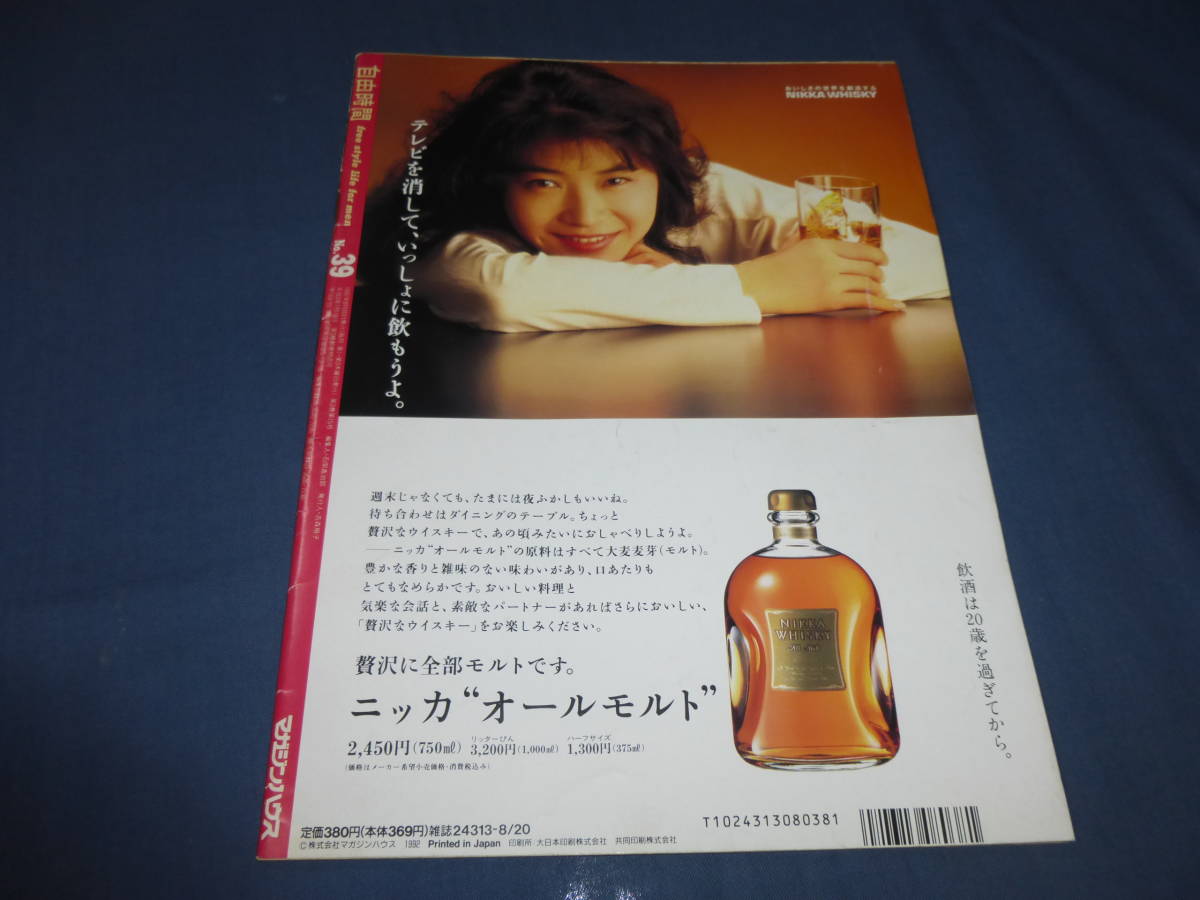 自由時間 free style life for men No.39
マガジンハウス
おいしさの世界を創造する
NIKKA WHISKY
テレビを消して、いっしょに飲もうよ。
週末じゃなくても、たまには夜ふかしもいいね。
待ち合わせはダイニングのテーブル。ちょっと
贅沢なウイスキーで、あの頃みたいにおしゃべりしようよ。
——ニッカ“オールモルト”の原料はすべて大麦麦芽(モルト)。
豊かな香りと雑味のない味わいがあり、口あたりも
とてもなめらかです。おいしい料理と
気楽な会話と、素敵なパートナーがあればさらにおいしい、
「贅沢なウイスキー」をお楽しみください。
贅沢に全部モルトです。
ニッカ“オールモルト”
2,450円(750㎖) リッターびん 3,200円(1,000㎖) ハーフサイズ 1,300円(375㎖)
(価格はメーカー希望小売価格・消費税込み)
NIKKA
WHISKY
飲酒は20歳を過ぎてから。
定価380円(本体369円)雑誌24313-8/20
©株式会社マガジンハウス 1992 Printed in Japan 印刷所 大日本印刷株式会社 共同印刷株式会社
T1024313080381